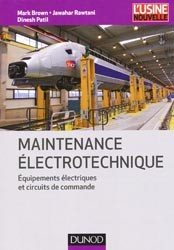 Mark Brown • Jawahar Rawtani
Dinesh Patil
L'USINE
NOUVELLE
MAINTENANCE
ÉLECTROTECHNIQUE
Équipements électriques
et circuits de commande
DUNOD